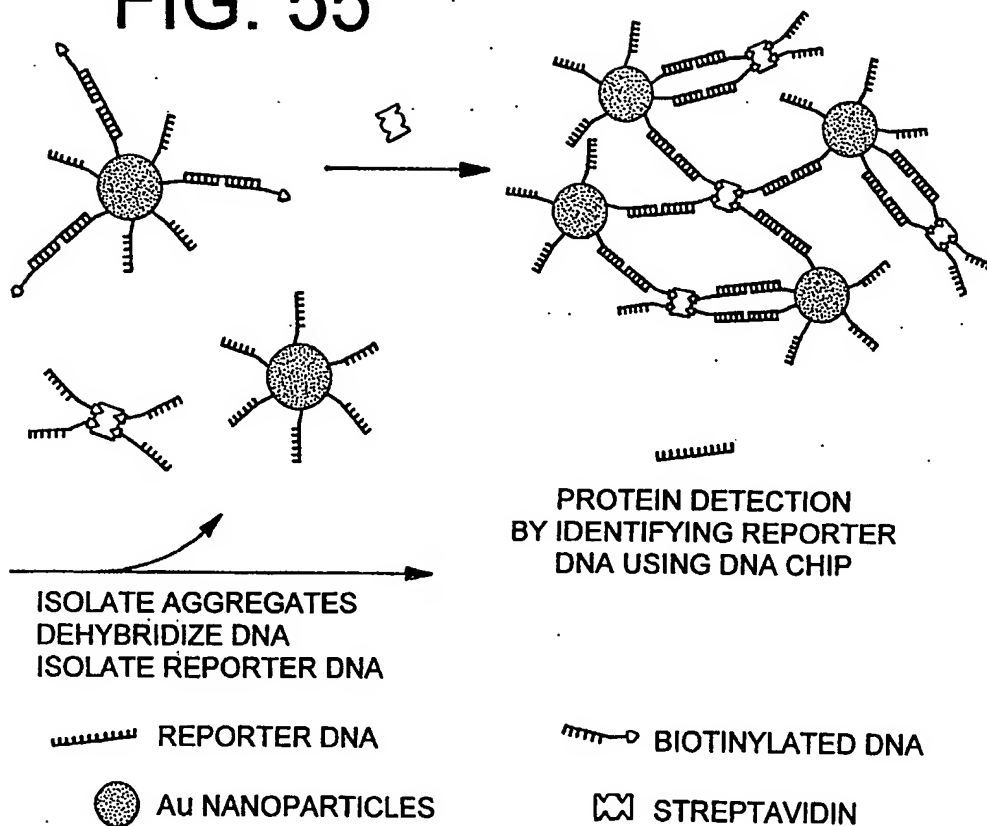 FIG. 55
PROTEIN DETECTION
BY IDENTIFYING REPORTER
DNA USING DNA CHIP
ISOLATE AGGREGATES
DEHYBRIDIZE DNA
ISOLATE REPORTER DNA
REPORTER DNA
BIOTINYLATED DNA
Au NANOPARTICLES
STREPTAVIDIN